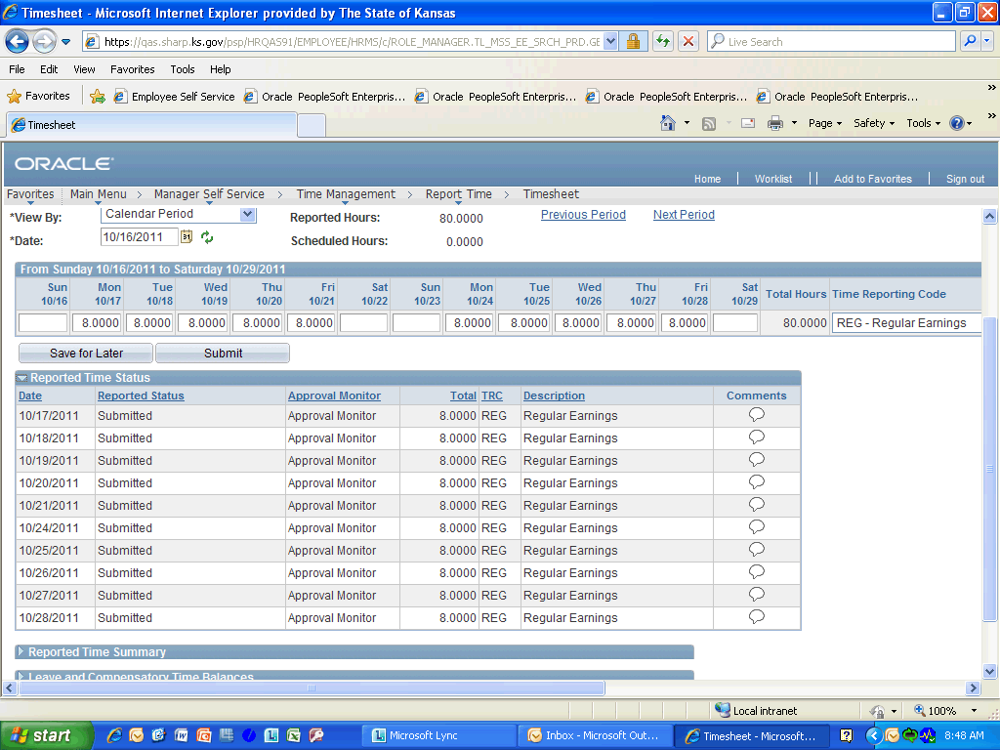 Timesheet - Microsoft Internet Explorer provided by The State of Kansas
https://qas.sharp.ks.gov/psp/HRQAS91/EMPLOYEE/HRMS/c/ROLE_MANAGER.TL_MSS_EE_SRCH_PRD.GE
Live Search
File Edit View Favorites Tools Help
Favorites Employee Self Service Oracle PeopleSoft Enterpris... Oracle PeopleSoft Enterpris... Oracle PeopleSoft Enterpris... Oracle PeopleSoft Enterpris... »
Timesheet Page Safety Tools »
ORACLE®
Home Worklist Add to Favorites Sign out
Favorites Main Menu > Manager Self Service > Time Management > Report Time > Timesheet
*View By: Calendar Period Reported Hours: 80.0000 Previous Period Next Period
*Date: 10/16/2011 31 Scheduled Hours: 0.0000
From Sunday 10/16/2011 to Saturday 10/29/2011
Sun Mon Tue Wed Thu Fri Sat Sun Mon Tue Wed Thu Fri Sat Total Hours Time Reporting Code
10/16 10/17 10/18 10/19 10/20 10/21 10/22 10/23 10/24 10/25 10/26 10/27 10/28 10/29
8.0000 8.0000 8.0000 8.0000 8.0000 8.0000 8.0000 8.0000 8.0000 8.0000 80.0000 REG - Regular Earnings
Save for Later Submit
Reported Time Status
Date Reported Status Approval Monitor Total TRC Description Comments
10/17/2011 Submitted Approval Monitor 8.0000 REG Regular Earnings
10/18/2011 Submitted Approval Monitor 8.0000 REG Regular Earnings
10/19/2011 Submitted Approval Monitor 8.0000 REG Regular Earnings
10/20/2011 Submitted Approval Monitor 8.0000 REG Regular Earnings
10/21/2011 Submitted Approval Monitor 8.0000 REG Regular Earnings
10/24/2011 Submitted Approval Monitor 8.0000 REG Regular Earnings
10/25/2011 Submitted Approval Monitor 8.0000 REG Regular Earnings
10/26/2011 Submitted Approval Monitor 8.0000 REG Regular Earnings
10/27/2011 Submitted Approval Monitor 8.0000 REG Regular Earnings
10/28/2011 Submitted Approval Monitor 8.0000 REG Regular Earnings
Reported Time Summary
Leave and Compensatory Time Balances
Local intranet 100%
start Microsoft Lync Inbox - Microsoft Out... Timesheet - Microsoft... 8:48 AM